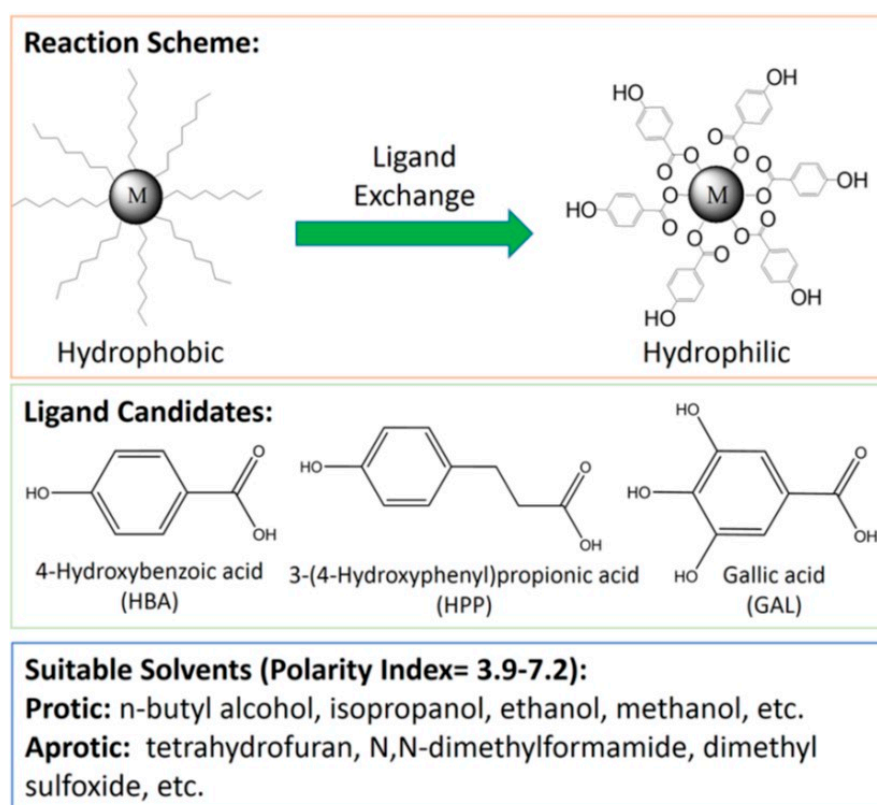 Reaction Scheme:
M
Ligand
Exchange
HO
OH
O
O
O
O
O
O
M
O
O
OH
HO
O
O
O
O
HO
OH
Hydrophobic
Hydrophilic
Ligand Candidates:
HO
O
OH
4-Hydroxybenzoic acid
(HBA)
HO
O
OH
3-(4-Hydroxyphenyl)propionic acid
(HPP)
HO
HO
HO
O
OH
Gallic acid
(GAL)
Suitable Solvents (Polarity Index= 3.9-7.2):
Protic: n-butyl alcohol, isopropanol, ethanol, methanol, etc.
Aprotic: tetrahydrofuran, N,N-dimethylformamide, dimethyl
sulfoxide, etc.